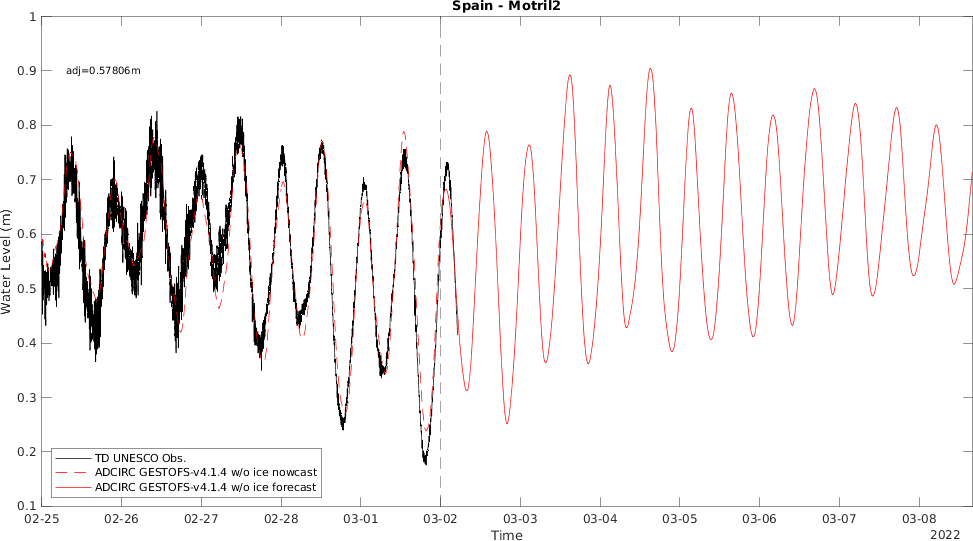 Spain - Motril2
1
0.9
0.8
0.7
0.6
0.5
0.4
0.3
0.2
0.1
Water Level (m)
adj=0.57806m
TD UNESCO Obs.
ADCIRC GESTOFS-v4.1.4 w/o ice nowcast
ADCIRC GESTOFS-v4.1.4 w/o ice forecast
02-25 02-26 02-27 02-28 03-01 03-02 03-03 03-04 03-05 03-06 03-07 03-08
Time
2022